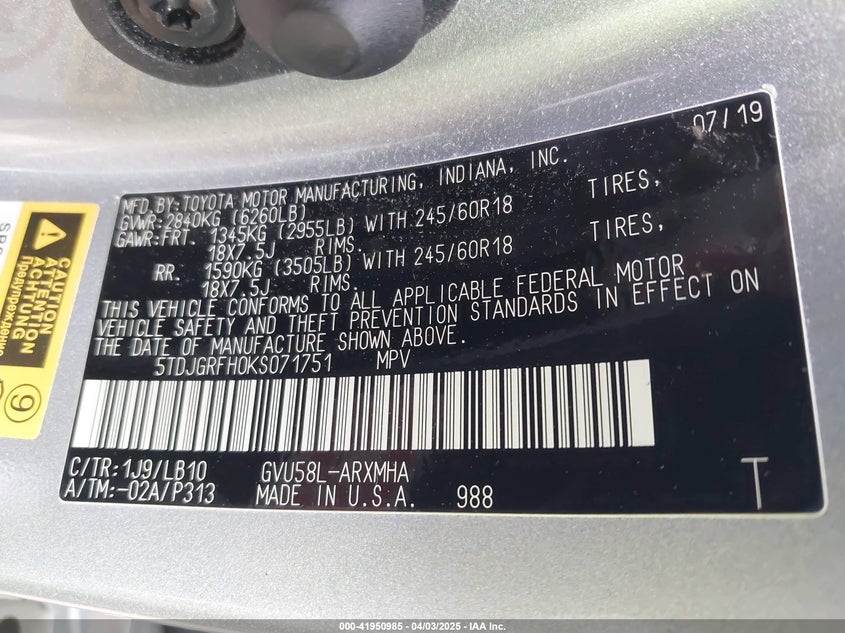 07/19
MFD.BY:TOYOTA MOTOR MANUFACTURING, INDIANA, INC.
GVWR:2840KG (6260LB)
GAWR:FRT. 1345KG (2955LB) WITH 245/60R18 TIRES,
18X7.5J RIMS.
RR. 1590KG (3505LB) WITH 245/60R18 TIRES,
18X7.5J RIMS.
THIS VEHICLE CONFORMS TO ALL APPLICABLE FEDERAL MOTOR
VEHICLE SAFETY AND THEFT PREVENTION STANDARDS IN EFFECT ON
THE DATE OF MANUFACTURE SHOWN ABOVE.
5TDJGRFH0KS071751 MPV
C/TR:1J9/LB10 GVU58L-ARXMHA
A/TM:-02A/P313 MADE IN U.S.A. 988 T
CAUTION
ATTENTION
ACHTUNG
Предупреждение
9
000-41950985 - 04/03/2025 - IAA Inc.